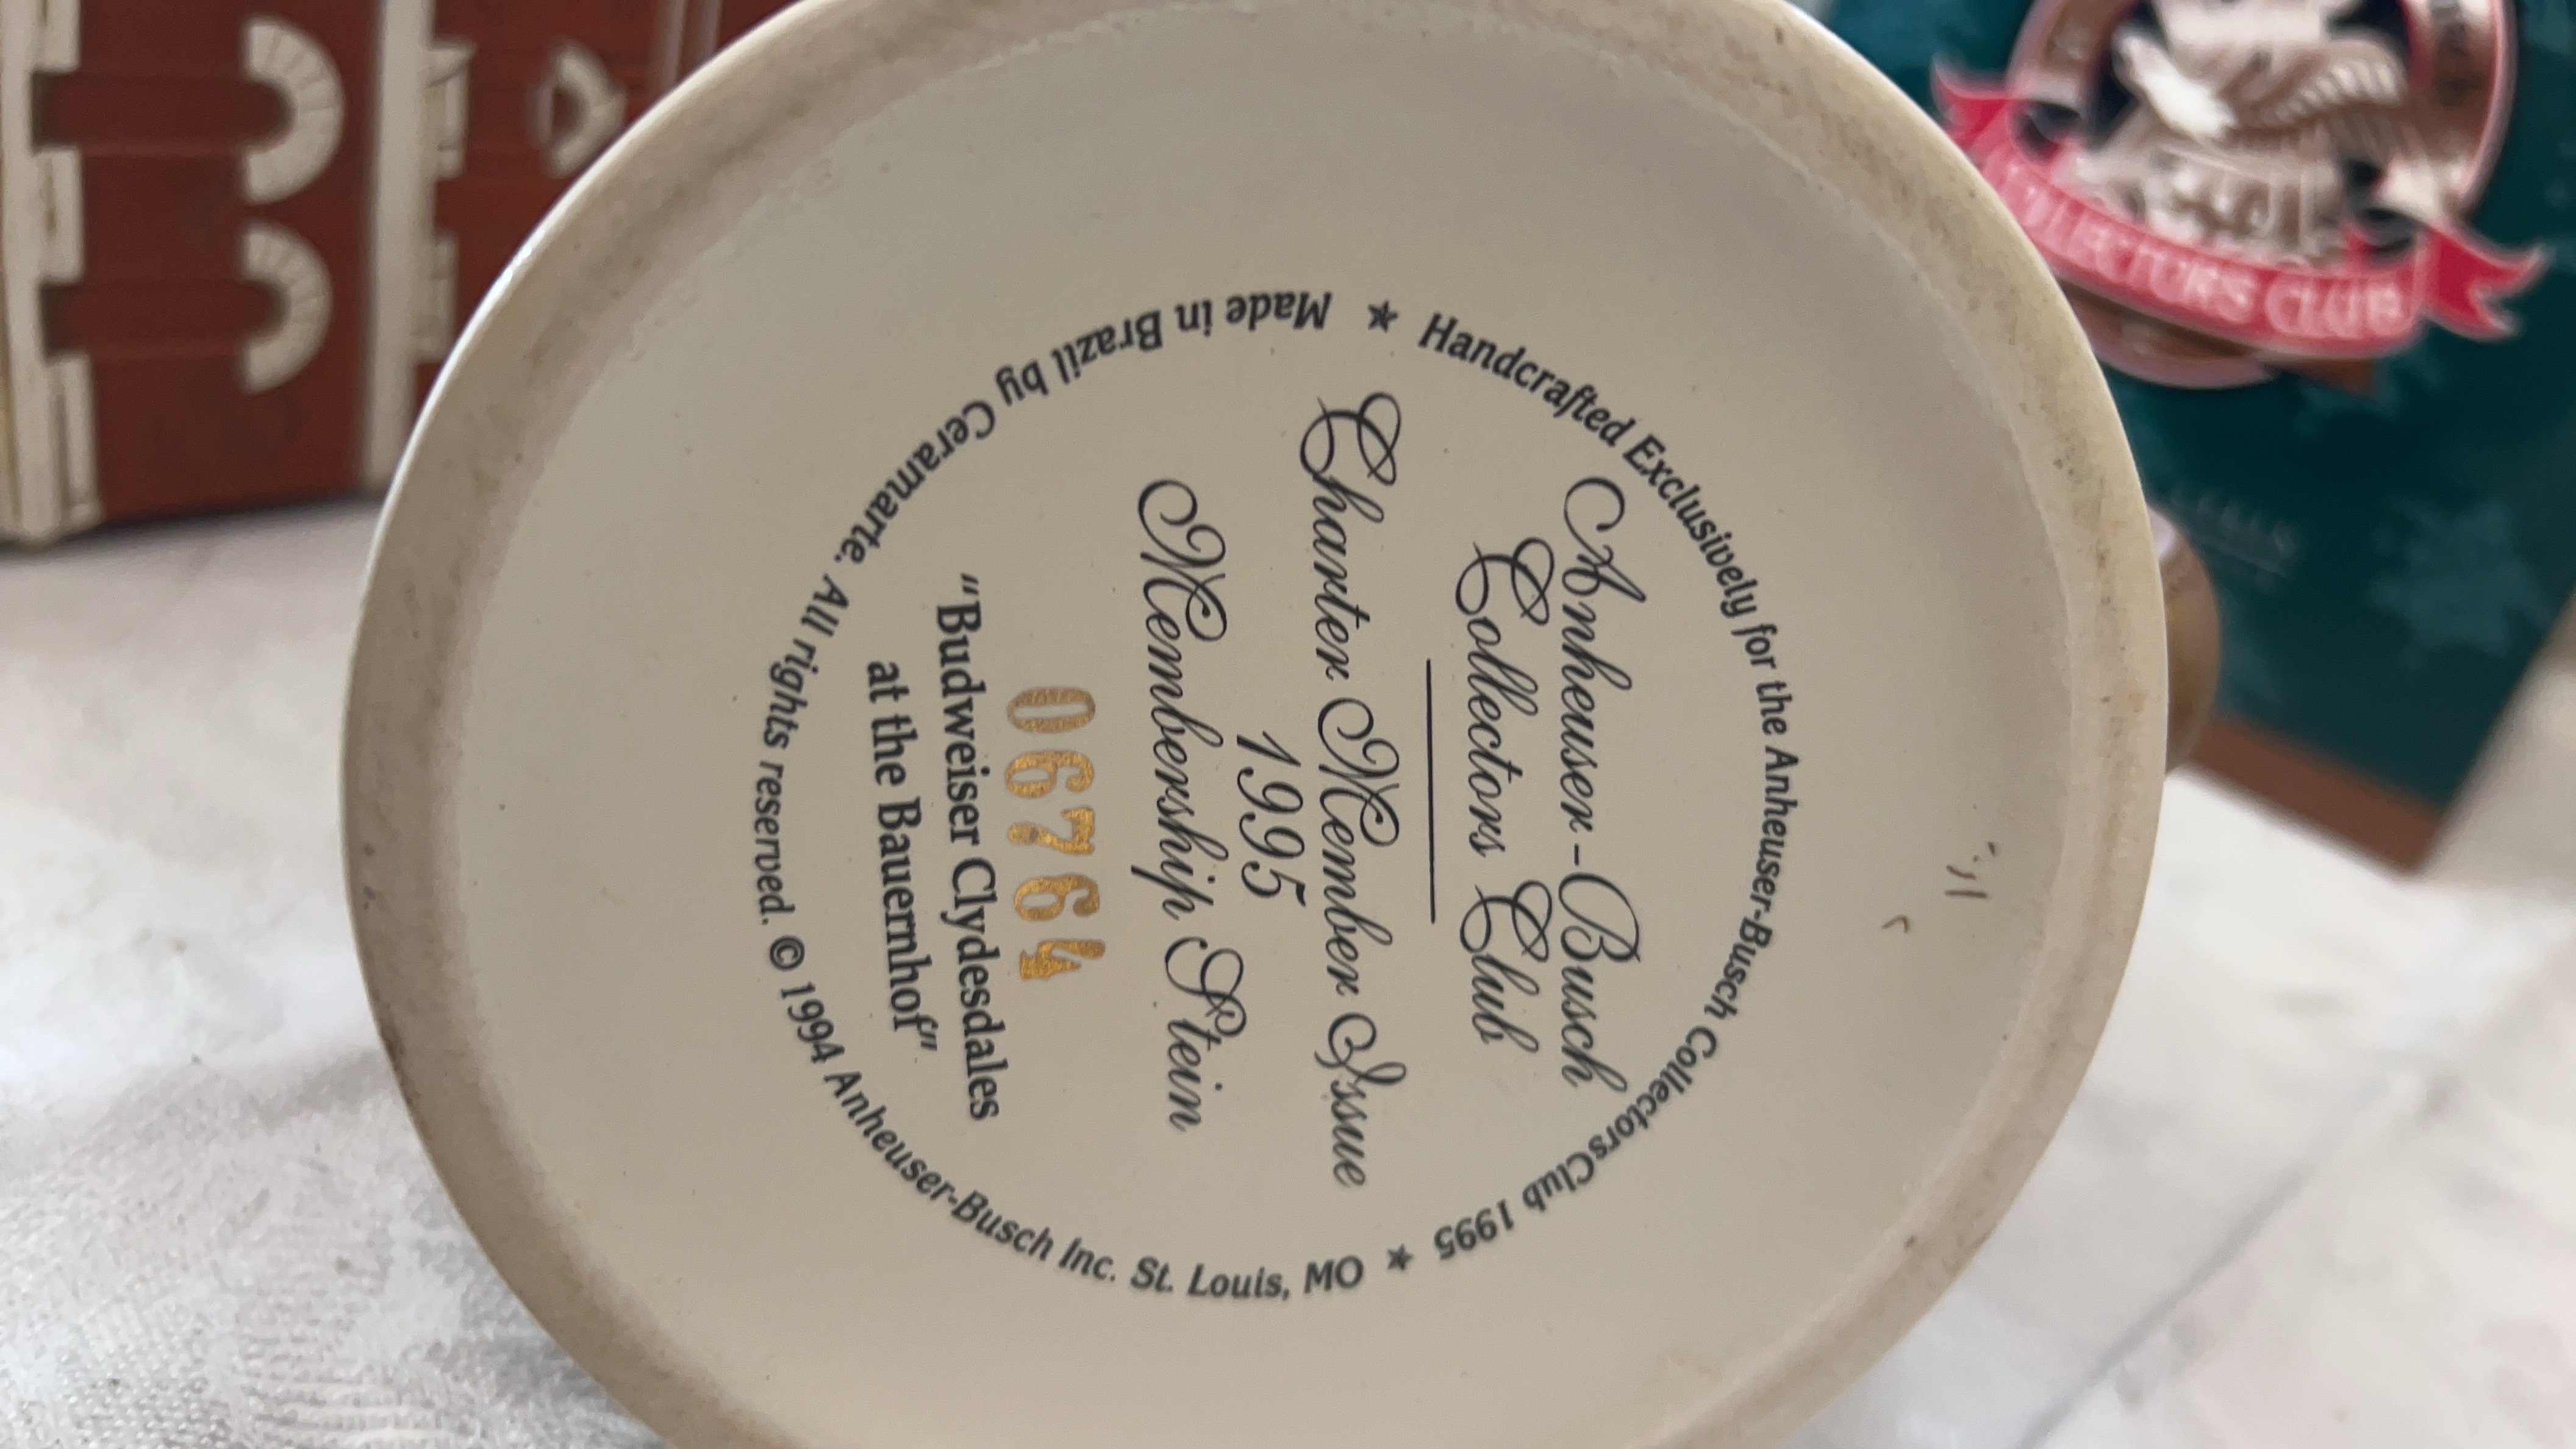 Handcrafted Exclusively for the Anheuser-Busch Collectors Club 1995 ★
Anheuser-Busch
Collectors Club
Charter Member Issue
1995
Membership Stein
06764
"Budweiser Clydesdales
at the Bauernhof"
Made in Brazil by Ceramarte. All rights reserved. © 1994 Anheuser-Busch Inc. St. Louis, MO ★
COLLECTORS CLUB